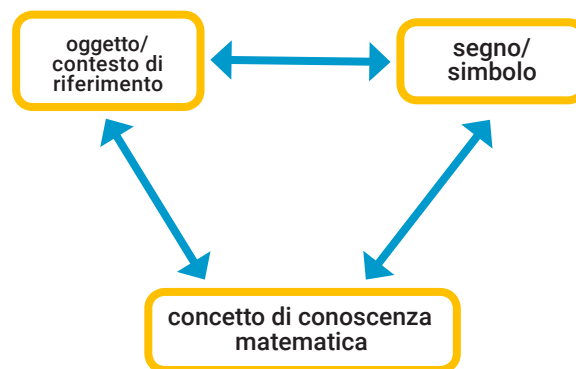 oggetto/
contesto di
riferimento
segno/
simbolo
concetto di conoscenza
matematica